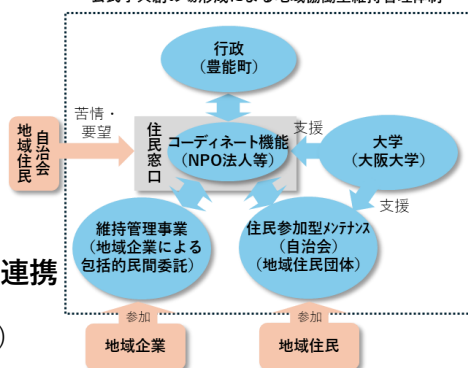 行政
(豊能町)
苦情・
要望
住民窓口
コーディネート機能
(NPO法人等)
支援
大学
(大阪大学)
自治会
地域住民
支援
維持管理事業
(地域企業による
包括的民間委託)
住民参加型メンテナンス
(自治会)
(地域住民団体)
連携
)
参加
参加
地域企業
地域住民